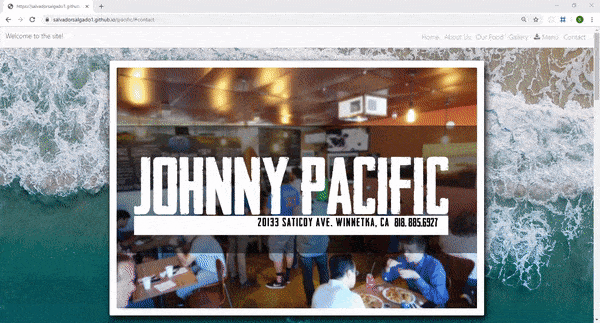 https://salvadorsalgado1.github
salvadorsalgado1.github.io/pacific/#contact
Welcome to the site!
Home About Us Our Food Gallery Menu Contact
JOHNNY PACIFIC
20133 SATICOY AVE. WINNETKA, CA 818.885.6927